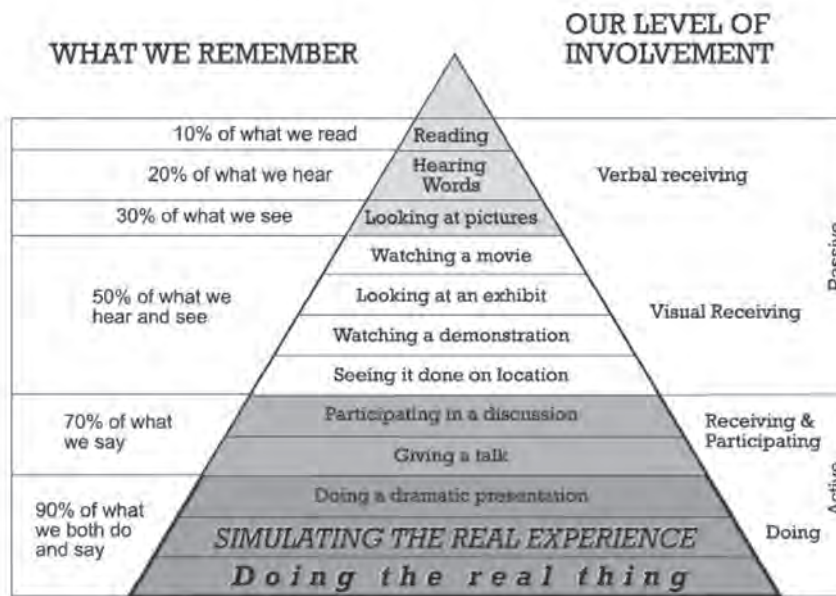 WHAT WE REMEMBER
OUR LEVEL OF
INVOLVEMENT
10% of what we read
Reading
20% of what we hear
Hearing
Words
Verbal receiving
30% of what we see
Looking at pictures
Watching a movie
50% of what we
hear and see
Looking at an exhibit
Watching a demonstration
Seeing it done on location
Visual Receiving
Passive
70% of what
we say
Participating in a discussion
Giving a talk
Receiving &
Participating
90% of what
we both do
and say
Doing a dramatic presentation
SIMULATING THE REAL EXPERIENCE
Doing the real thing
Doing
Active